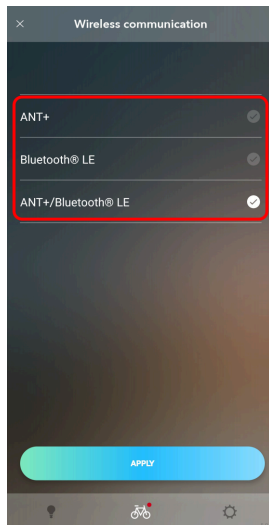 Wireless communication
ANT+
Bluetooth® LE
ANT+/Bluetooth® LE
APPLY